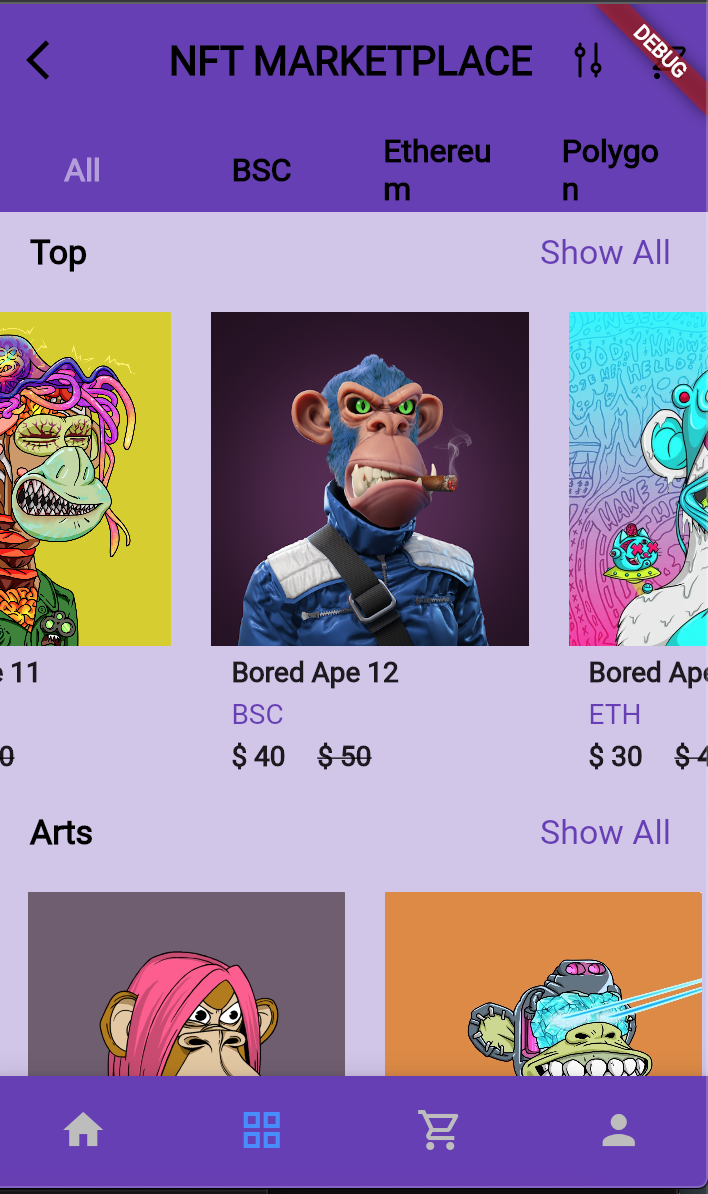 NFT MARKETPLACE
DEBUG
All
BSC
Ethereu
m
Polygo
n
Top
Show All
11
Bored Ape 12
BSC
$ 40 $ 50
Bored Ape
ETH
$ 30 $ 4
Arts
Show All